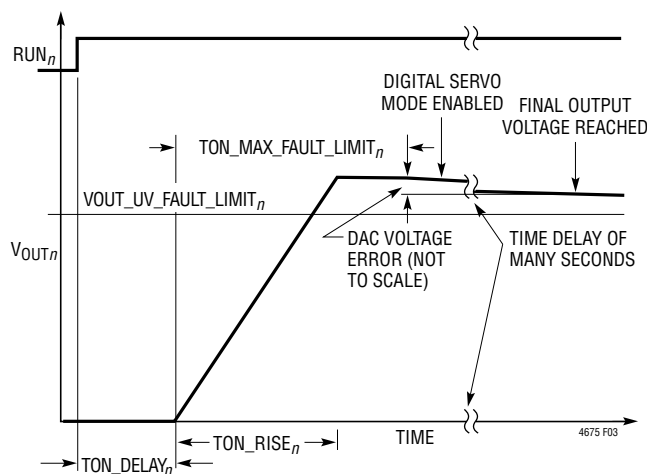 RUNn
DIGITAL SERVO
MODE ENABLED
FINAL OUTPUT
VOLTAGE REACHED
TON_MAX_FAULT_LIMITn
VOUT_UV_FAULT_LIMITn
VOUTn
DAC VOLTAGE
ERROR (NOT
TO SCALE)
TIME DELAY OF
MANY SECONDS
TON_RISEn
TIME
4675 F03
TON_DELAYn